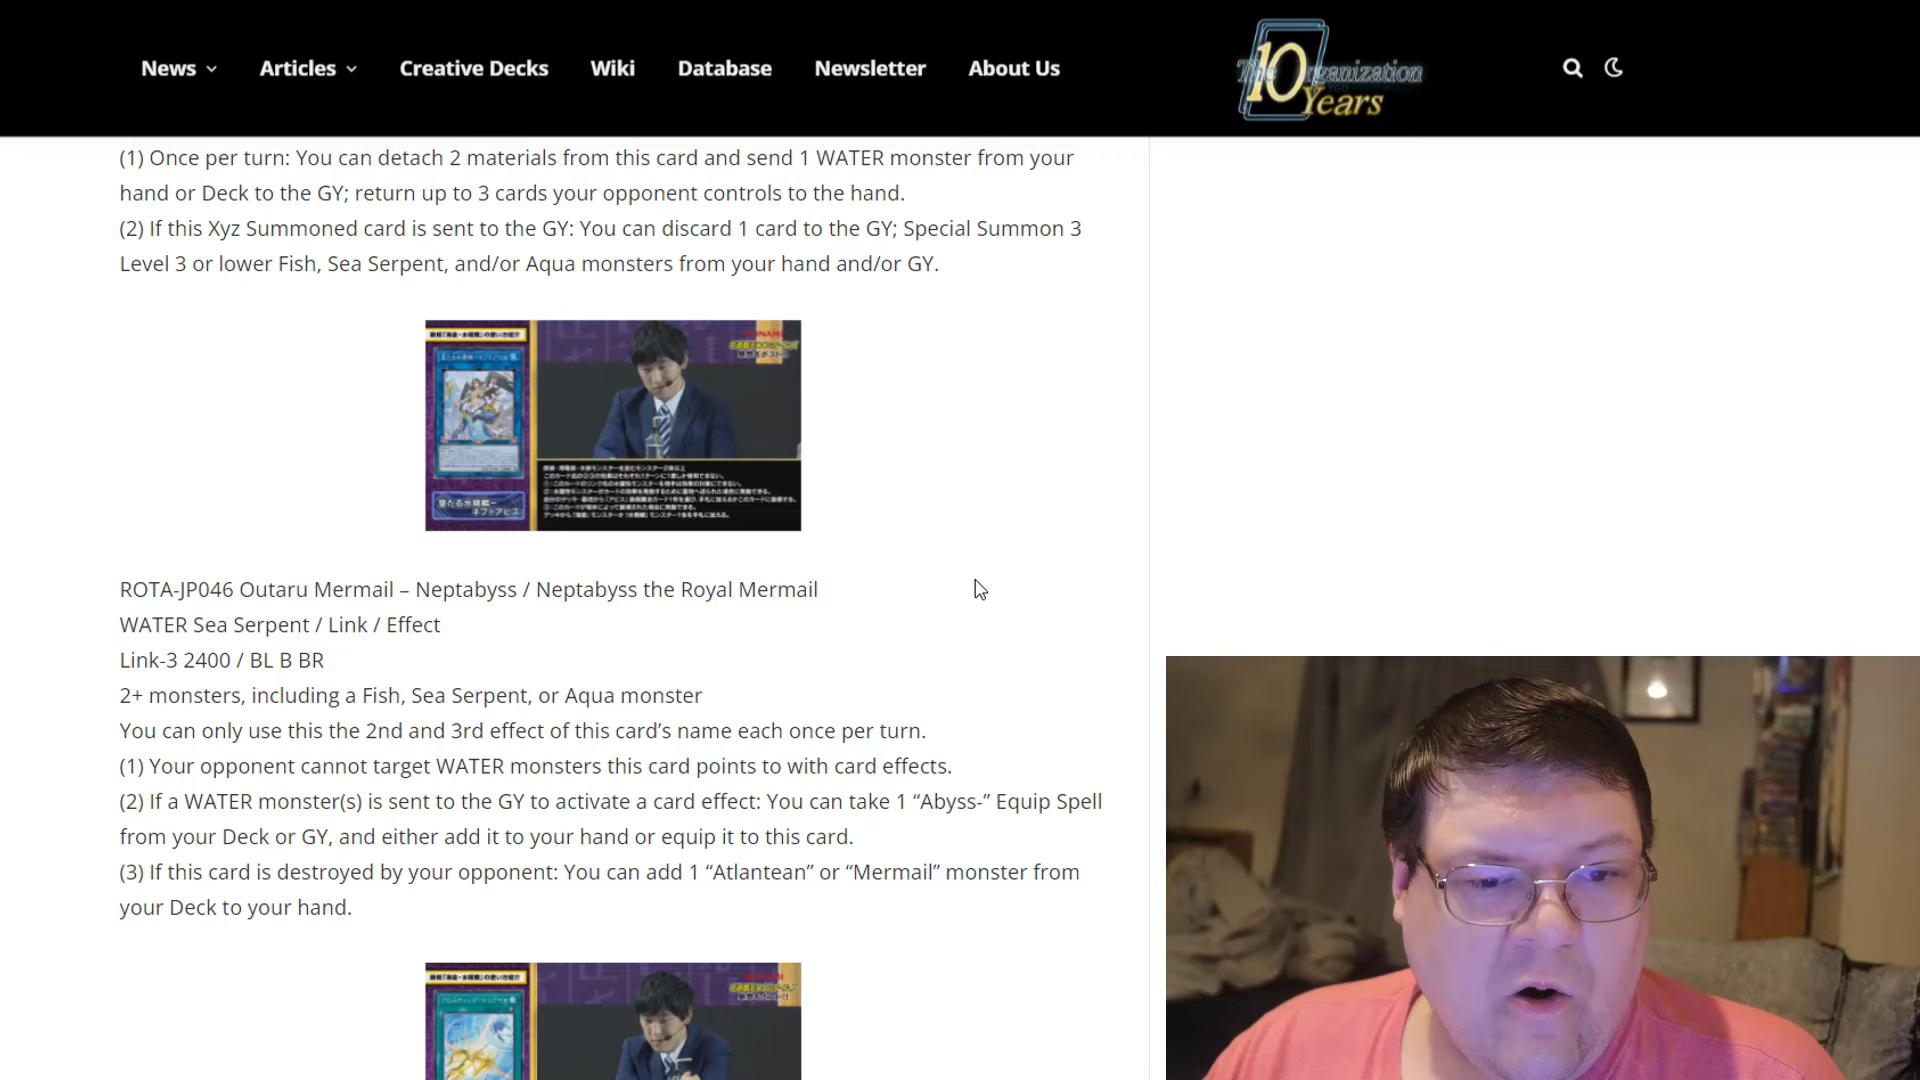 News Articles Creative Decks Wiki Database Newsletter About Us
The Organization
10 Years
(1) Once per turn: You can detach 2 materials from this card and send 1 WATER monster from your
hand or Deck to the GY; return up to 3 cards your opponent controls to the hand.
(2) If this Xyz Summoned card is sent to the GY: You can discard 1 card to the GY; Special Summon 3
Level 3 or lower Fish, Sea Serpent, and/or Aqua monsters from your hand and/or GY.
KONAMI
ROTA-JP046 Outaru Mermail – Neptabyss / Neptabyss the Royal Mermail
WATER Sea Serpent / Link / Effect
Link-3 2400 / BL B BR
2+ monsters, including a Fish, Sea Serpent, or Aqua monster
You can only use this the 2nd and 3rd effect of this card’s name each once per turn.
(1) Your opponent cannot target WATER monsters this card points to with card effects.
(2) If a WATER monster(s) is sent to the GY to activate a card effect: You can take 1 “Abyss-” Equip Spell
from your Deck or GY, and either add it to your hand or equip it to this card.
(3) If this card is destroyed by your opponent: You can add 1 “Atlantean” or “Mermail” monster from
your Deck to your hand.